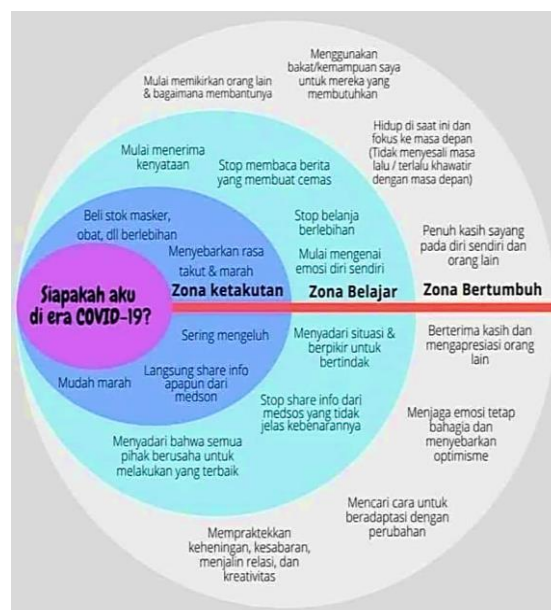 Menggunakan
bakat/kemampuan saya
untuk mereka yang
membutuhkan
Mulai memikirkan orang lain
& bagaimana membantunya
Hidup di saat ini dan
fokus ke masa depan
(Tidak menyesali masa
lalu / terlalu khawatir
dengan masa depan)
Mulai menerima
kenyataan
Stop membaca berita
yang membuat cemas
Beli stok masker,
obat, dll berlebihan
Stop belanja
berlebihan
Menyebarkan rasa
takut & marah
Mulai mengenai
emosi diri sendiri
Penuh kasih sayang
pada diri sendiri dan
orang lain
Siapakah aku
di era COVID-19?
Zona ketakutan
Zona Belajar
Zona Bertumbuh
Sering mengeluh
Menyadari situasi &
berpikir untuk
bertindak
Berterima kasih dan
mengapresiasi orang
lain
Mudah marah
Langsung share info
apapun dari
medson
Stop share info dari
medsos yang tidak
jelas kebenarannya
Menjaga emosi tetap
bahagia dan
menyebarkan
optimisme
Menyadari bahwa semua
pihak berusaha untuk
melakukan yang terbaik
Mencari cara untuk
beradaptasi dengan
perubahan
Mempraktekkan
keheningan, kesabaran,
menjalin relasi, dan
kreativitas